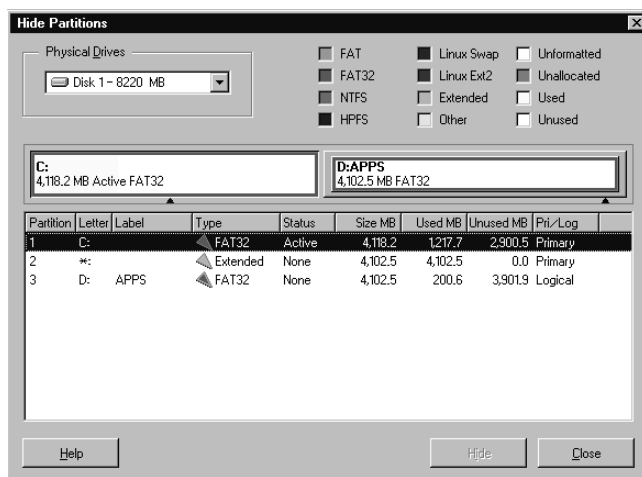 Hide Partitions
Physical Drives
Disk 1 - 8220 MB
FAT
FAT32
NTFS
HPFS
Linux Swap
Linux Ext2
Extended
Other
Unformatted
Unallocated
Used
Unused
C:
4,118.2 MB Active FAT32
D:APPS
4,102.5 MB FAT32
Partition Letter Label Type Status Size MB Used MB Unused MB Pri/Log
1 C: FAT32 Active 4,118.2 1,217.7 2,900.5 Primary
2 *: Extended None 4,102.5 4,102.5 0.0 Primary
3 D: APPS FAT32 None 4,102.5 200.6 3,901.9 Logical
Help
Hide
Close